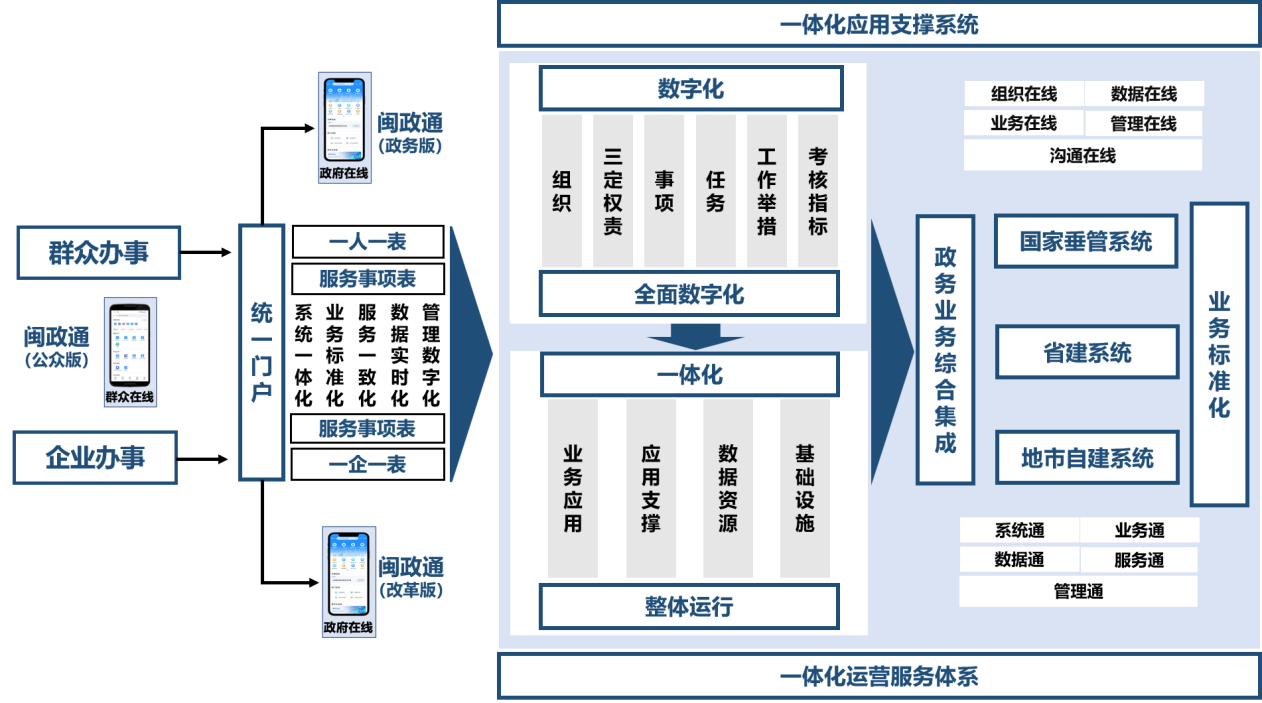 一体化应用支撑系统
闽政通
(政务版)
政府在线
群众办事
闽政通
(公众版)
群众在线
企业办事
统一门户
一人一表
服务事项表
系统一体化
业务标准化
服务一致化
数据实时化
管理数字化
服务事项表
一企一表
闽政通
(改革版)
政府在线
数字化
组织
三定权责
事项
任务
工作举措
考核指标
全面数字化
一体化
业务应用
应用支撑
数据资源
基础设施
整体运行
组织在线
数据在线
业务在线
管理在线
沟通在线
政务业务综合集成
国家垂管系统
省建系统
地市自建系统
业务标准化
系统通
业务通
数据通
服务通
管理通
一体化运营服务体系